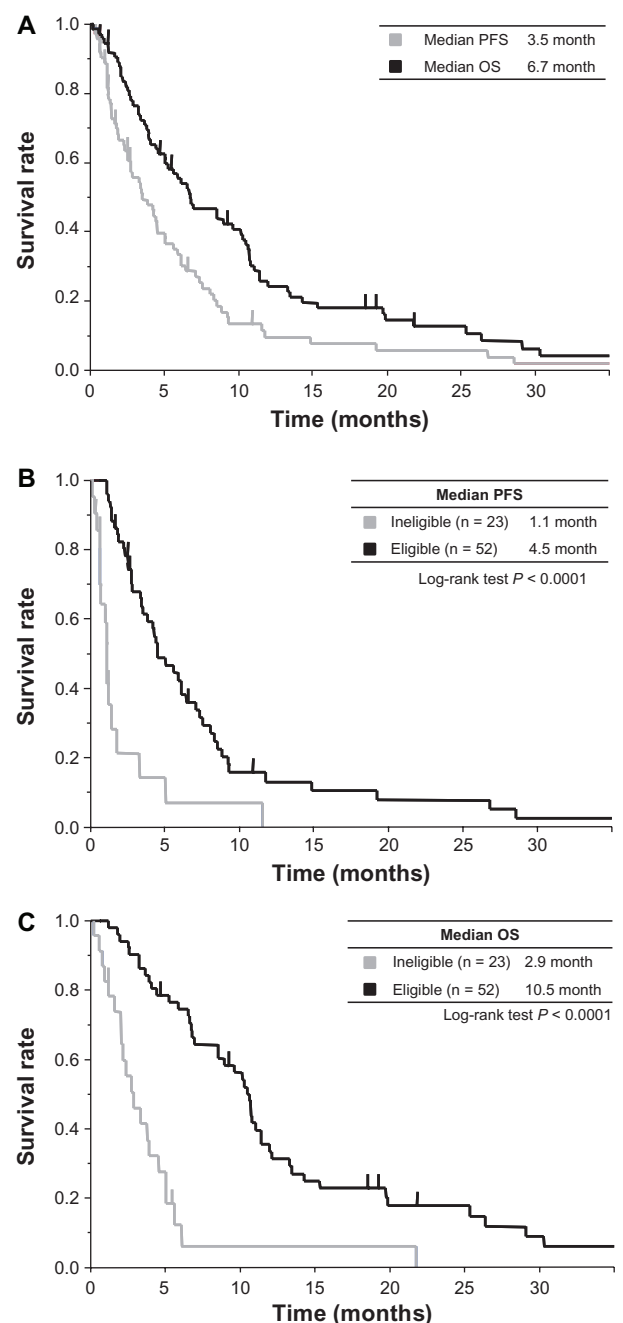 A
Median PFS 3.5 month
Median OS 6.7 month
Survival rate
1.0
0.8
0.6
0.4
0.2
0.0
0 5 10 15 20 25 30
Time (months)
B
Median PFS
Ineligible (n = 23) 1.1 month
Eligible (n = 52) 4.5 month
Log-rank test P < 0.0001
Survival rate
1.0
0.8
0.6
0.4
0.2
0.0
0 5 10 15 20 25 30
Time (months)
C
Median OS
Ineligible (n = 23) 2.9 month
Eligible (n = 52) 10.5 month
Log-rank test P < 0.0001
Survival rate
1.0
0.8
0.6
0.4
0.2
0.0
0 5 10 15 20 25 30
Time (months)